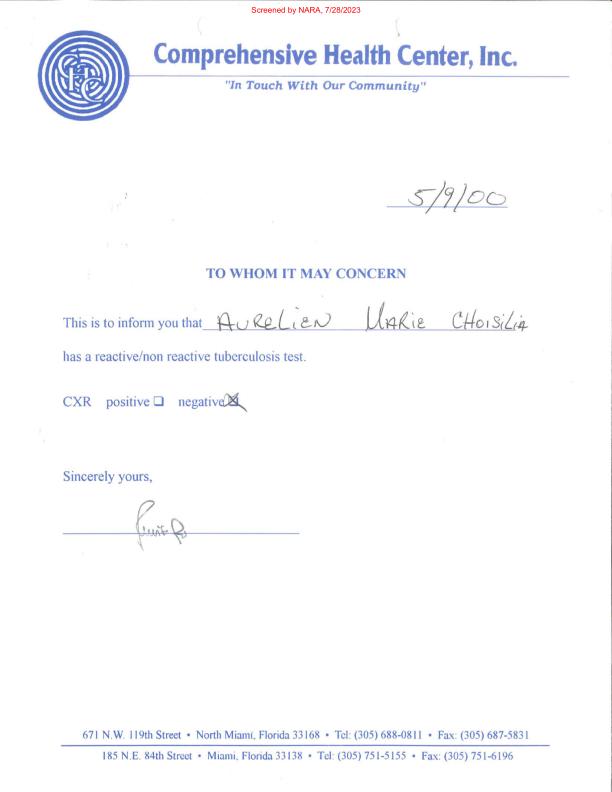 Screened by NARA, 7/28/2023
Comprehensive Health Center, Inc.
"In Touch With Our Community"
5/9/00
TO WHOM IT MAY CONCERN
This is to inform you that AURELIEN MARIE CHOISILIA
has a reactive/non reactive tuberculosis test.
CXR positive ❑ negative ☒
Sincerely yours,
671 N.W. 119th Street • North Miami, Florida 33168 • Tel: (305) 688-0811 • Fax: (305) 687-5831
185 N.E. 84th Street • Miami, Florida 33138 • Tel: (305) 751-5155 • Fax: (305) 751-6196